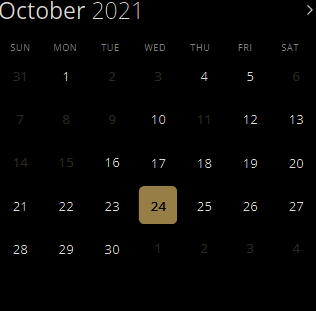 October 2021
SUN MON TUE WED THU FRI SAT
31 1 2 3 4 5 6
7 8 9 10 11 12 13
14 15 16 17 18 19 20
21 22 23 24 25 26 27
28 29 30 1 2 3 4